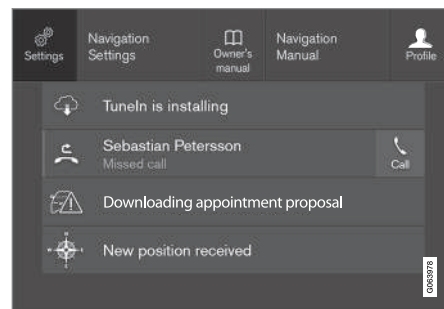 Settings
Navigation
Settings
Owner's
manual
Navigation
Manual
Profile
TuneIn is installing
Sebastian Petersson
Missed call
Call
Downloading appointment proposal
New position received
G063978